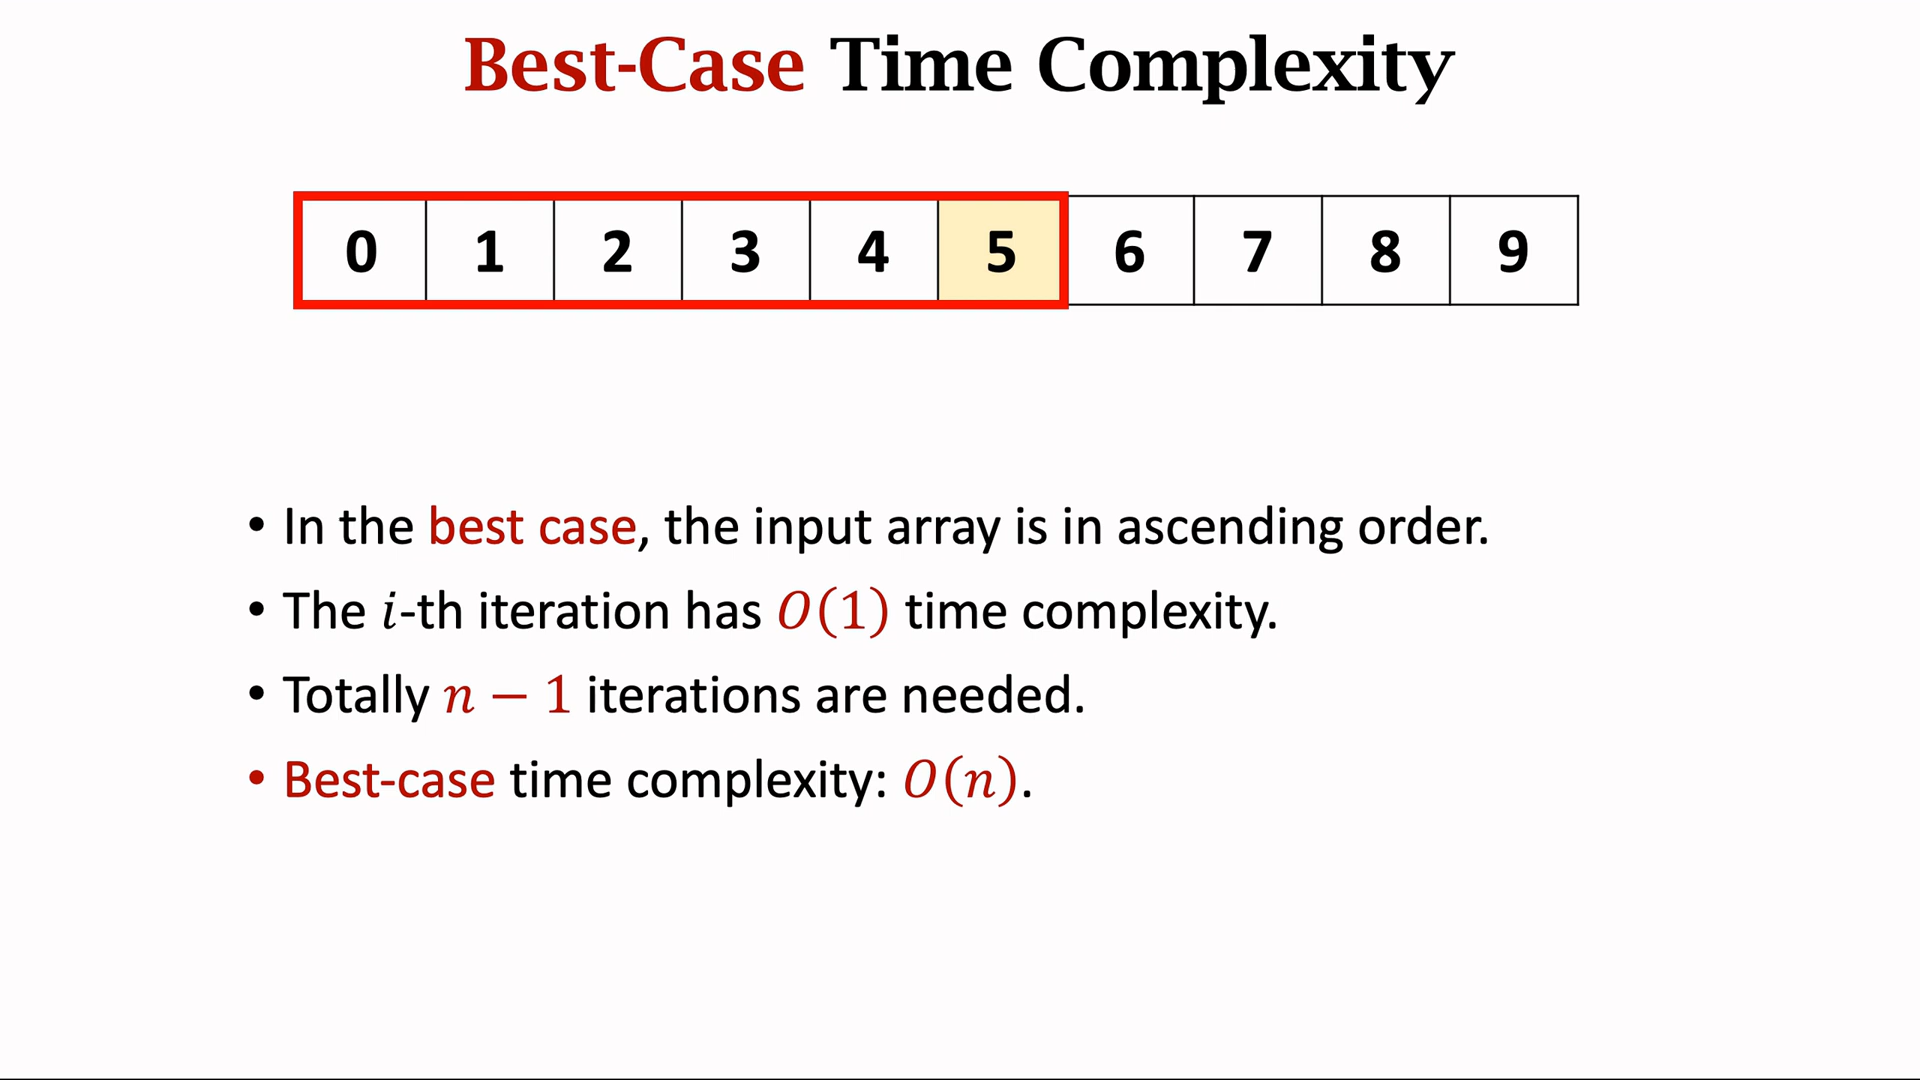 Best-Case Time Complexity
0 1 2 3 4 5 6 7 8 9
• In the best case, the input array is in ascending order.
• The i-th iteration has O(1) time complexity.
• Totally n − 1 iterations are needed.
• Best-case time complexity: O(n).